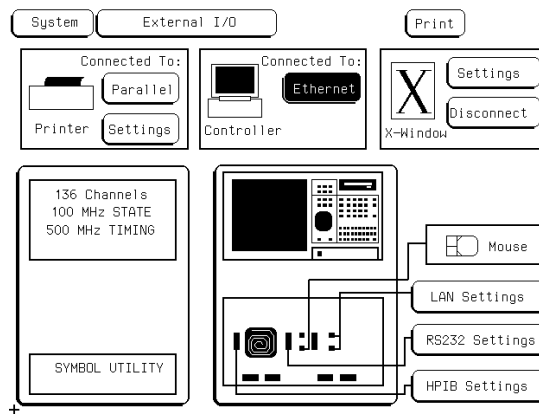 System External I/O Print
Connected To: Connected To:
Parallel Ethernet Settings
Disconnect
Printer Settings Controller X-Window
X
136 Channels
100 MHz STATE
500 MHz TIMING
Mouse
LAN Settings
RS232 Settings
SYMBOL UTILITY
HPIB Settings